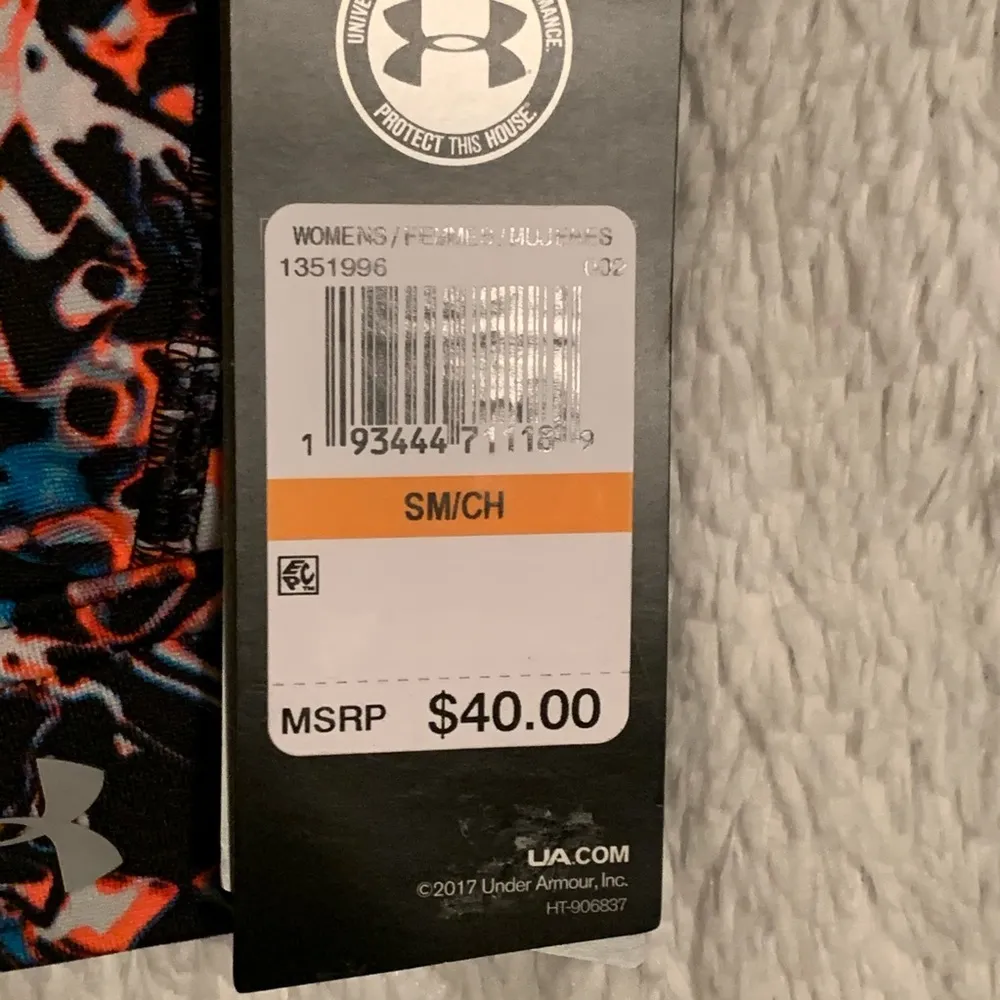 PROTECT THIS HOUSE
WOMENS / FEMMES / MUJERES
1351996 002
1 93444 71118 9
SM/CH
EPC
MSRP $40.00
UA.COM
©2017 Under Armour, Inc.
HT-906837